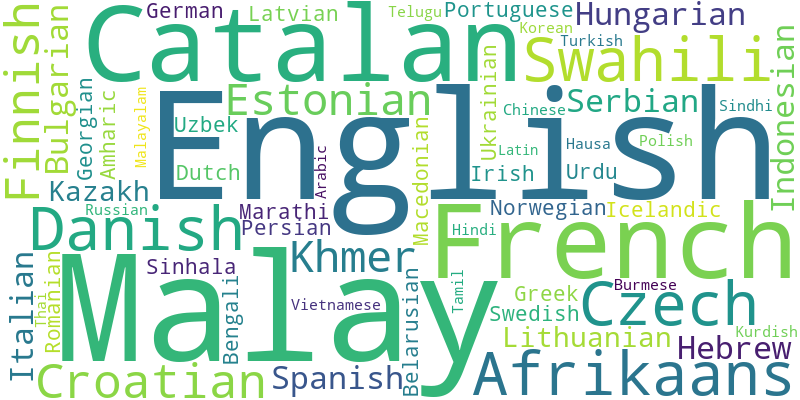 German
Latvian
Telugu
Portuguese
Hungarian
Catalan
Korean
Turkish
Swahili
Finnish
Bulgarian
Georgian
Amharic
Malayalam
Estonian
English
Ukrainian
Chinese
Serbian
Sindhi
Indonesian
Uzbek
Latin
Hausa
Polish
Dutch
Arabic
Irish
Urdu
Kazakh
Macedonian
Russian
Marathi
Norwegian
Icelandic
Danish
Persian
French
Hindi
Khmer
Italian
Thai
Romanian
Malay
Sinhala
Bengali
Vietnamese
Belarusian
Tamil
Greek
Burmese
Swedish
Czech
Lithuanian
Kurdish
Hebrew
Croatian
Spanish
Afrikaans